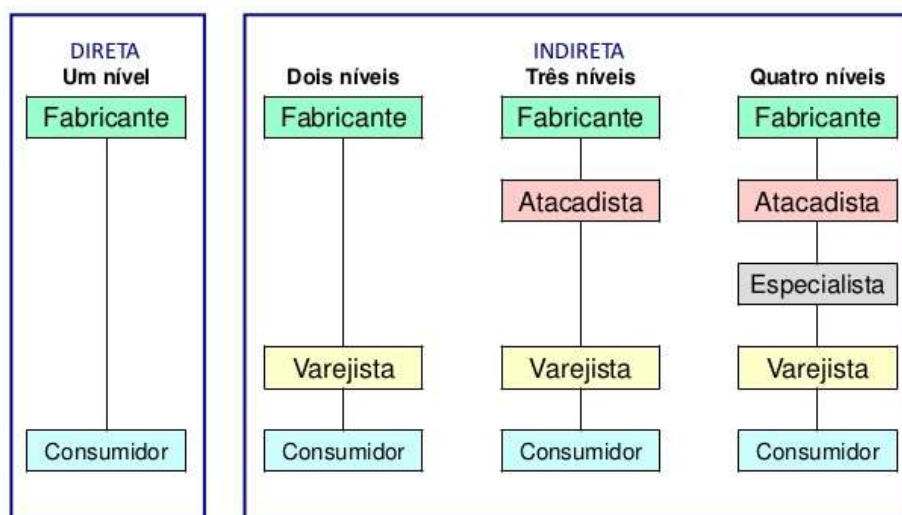 DIRETA
Um nível
Fabricante
Consumidor
INDIRETA
Dois níveis
Fabricante
Varejista
Consumidor
Três níveis
Fabricante
Atacadista
Varejista
Consumidor
Quatro níveis
Fabricante
Atacadista
Especialista
Varejista
Consumidor